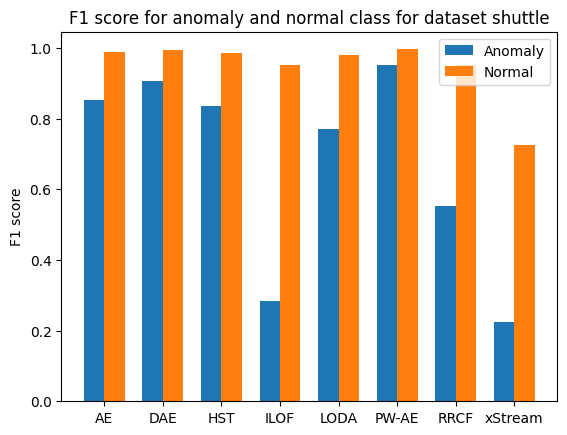 F1 score for anomaly and normal class for dataset shuttle
Anomaly
Normal
F1 score
1.0
0.8
0.6
0.4
0.2
0.0
AE DAE HST ILOF LODA PW-AE RRCF xStream